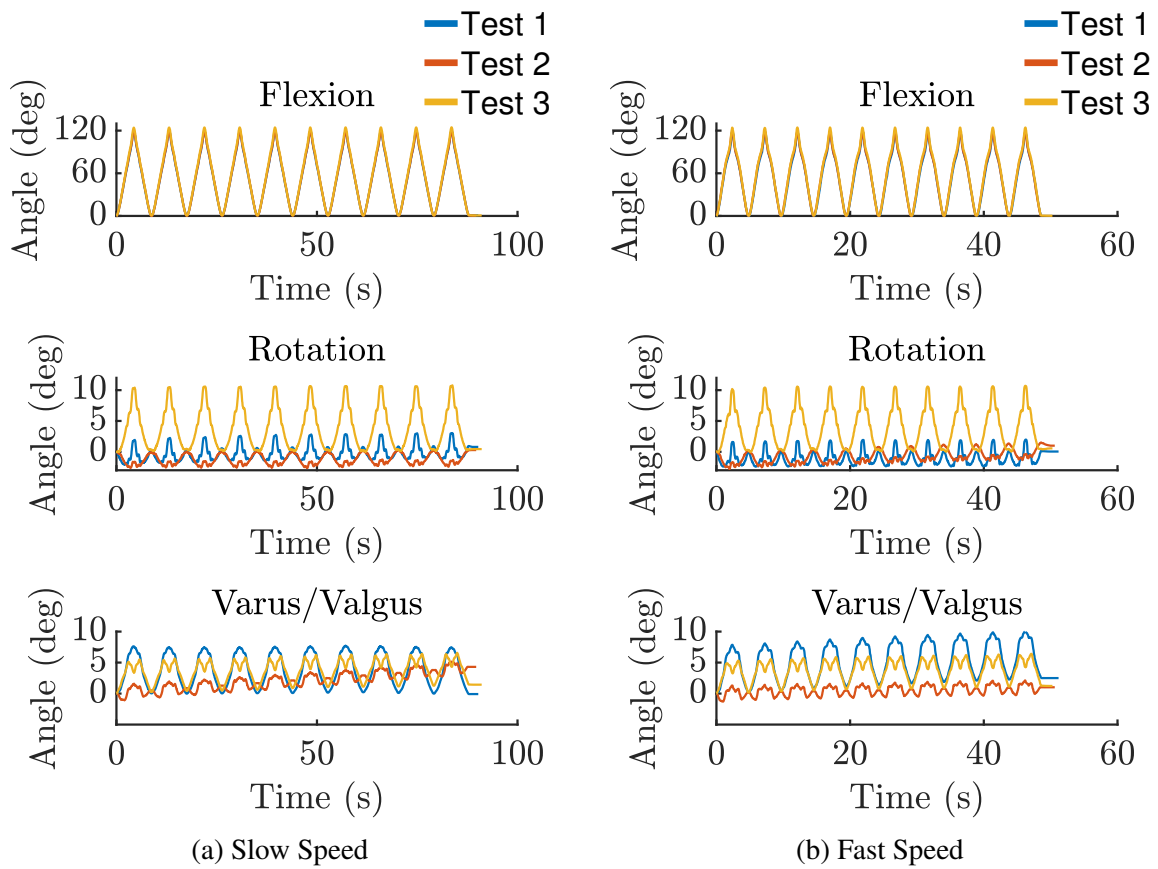 Test 1
Test 2
Test 3
Flexion
Angle (deg)
120
60
0
0 50 100
Time (s)
Rotation
Angle (deg)
10
5
0
0 50 100
Time (s)
Varus/Valgus
Angle (deg)
10
5
0
0 50 100
Time (s)
(a) Slow Speed
Test 1
Test 2
Test 3
Flexion
Angle (deg)
120
60
0
0 20 40 60
Time (s)
Rotation
Angle (deg)
10
5
0
0 20 40 60
Time (s)
Varus/Valgus
Angle (deg)
10
5
0
0 20 40 60
Time (s)
(b) Fast Speed